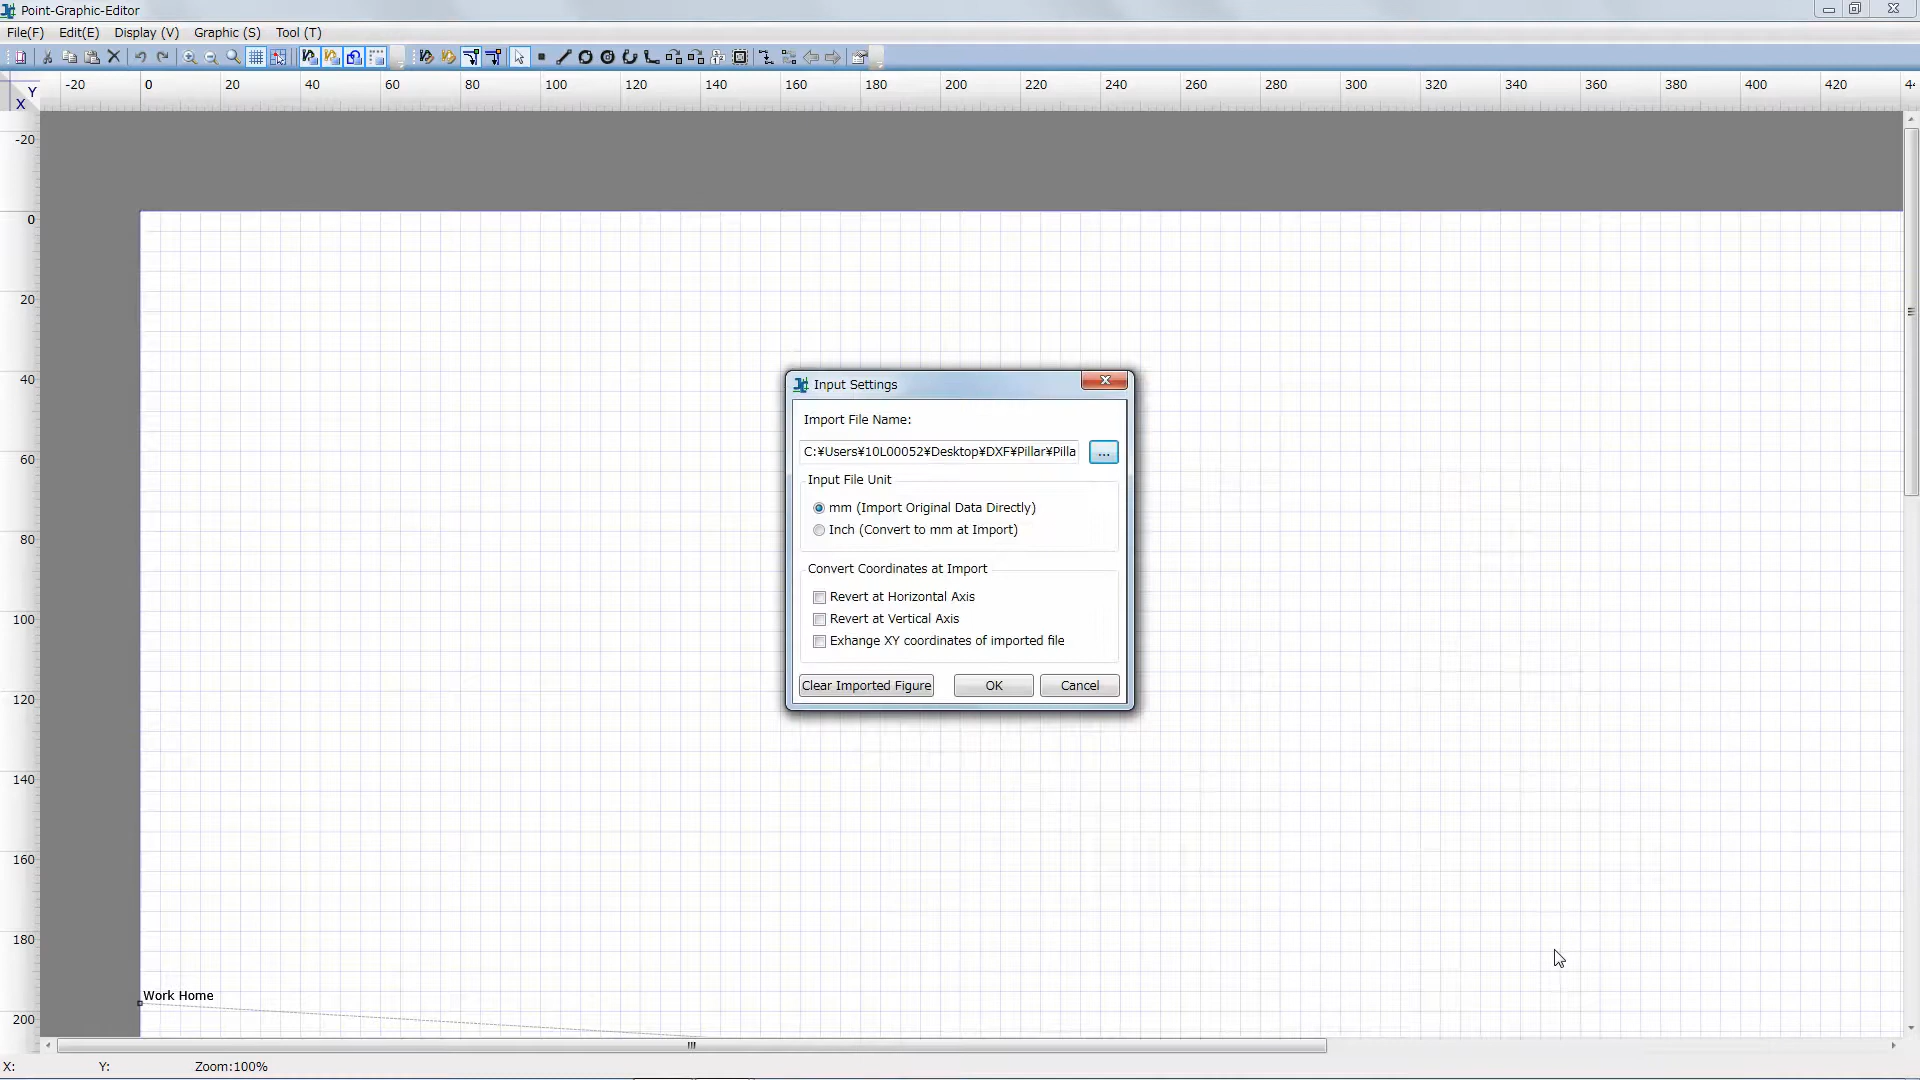 Point-Graphic-Editor
File(F) Edit(E) Display (V) Graphic (S) Tool (T)
Y
X
-20 0 20 40 60 80 100 120 140 160 180 200 220 240 260 280 300 320 340 360 380 400 420
-20
0
20
40
60
80
100
120
140
160
180
200
Input Settings
Import File Name:
C:¥Users¥10L00052¥Desktop¥DXF¥Pillar¥Pilla
...
Input File Unit
mm (Import Original Data Directly)
Inch (Convert to mm at Import)
Convert Coordinates at Import
Revert at Horizontal Axis
Revert at Vertical Axis
Exhange XY coordinates of imported file
Clear Imported Figure OK Cancel
Work Home
X: Y: Zoom:100%